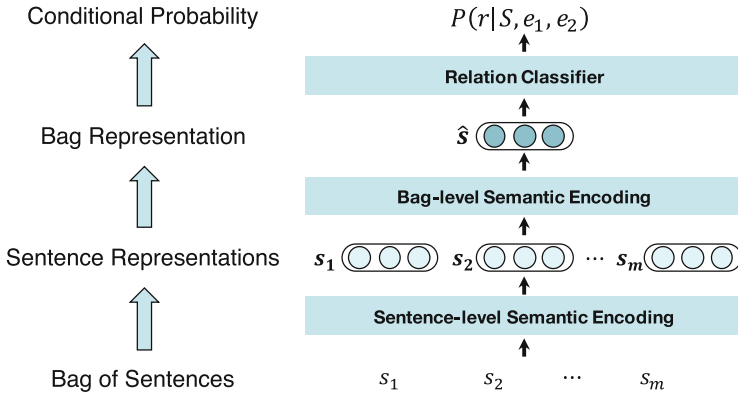 Conditional Probability P(r|S, e₁, e₂)
Relation Classifier
Bag Representation ŝ
Bag-level Semantic Encoding
Sentence Representations s₁ s₂ ⋯ sₘ
Sentence-level Semantic Encoding
Bag of Sentences s₁ s₂ ⋯ sₘ